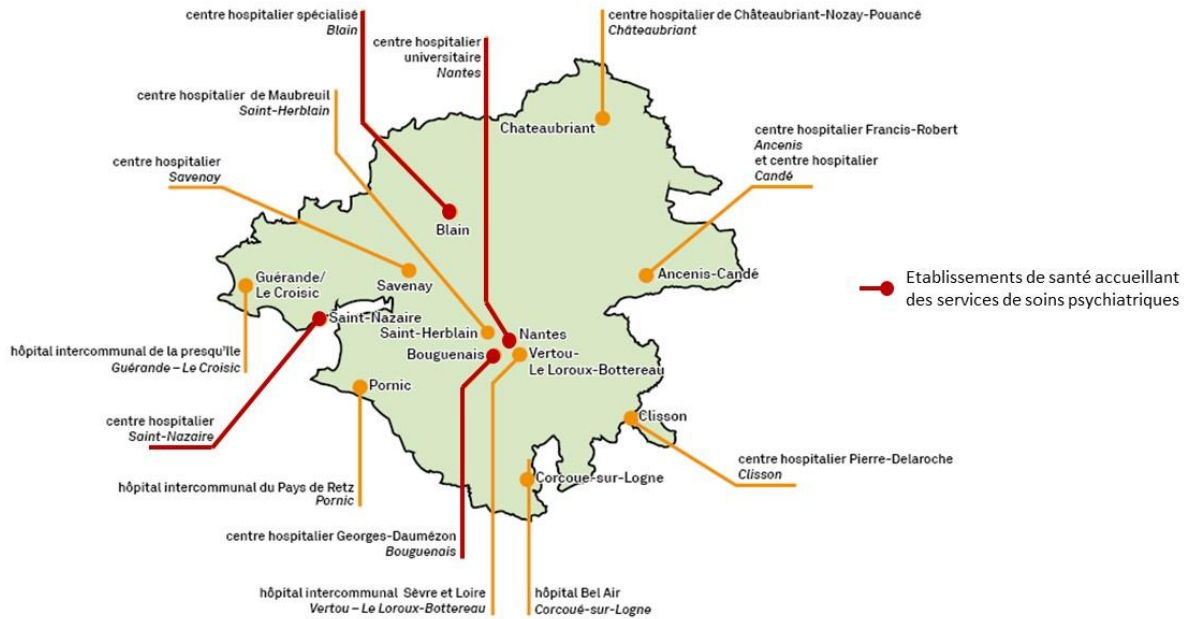 centre hospitalier spécialisé
Blain
centre hospitalier
universitaire
Nantes
centre hospitalier de Châteaubriant-Nozay-Pouancé
Châteaubriant
centre hospitalier de Maubreuil
Saint-Herblain
Chateaubriant
centre hospitalier Francis-Robert
Ancenis
et centre hospitalier
Candé
centre hospitalier
Savenay
Blain
Guérande/
Le Croisic
Savenay
Ancenis-Candé
Etablissements de santé accueillant
des services de soins psychiatriques
Saint-Nazaire
Saint-Herblain
Nantes
Bouguenais
Vertou-
Le Loroux-Bottereau
hôpital intercommunal de la presqu'île
Guérande – Le Croisic
Pornic
Clisson
centre hospitalier
Saint-Nazaire
centre hospitalier Pierre-Delaroche
Clisson
Corcoue-sur-Logne
hôpital intercommunal du Pays de Retz
Pornic
centre hospitalier Georges-Daumézon
Bouguenais
hôpital intercommunal Sèvre et Loire
Vertou – Le Loroux-Bottereau
hôpital Bel Air
Corcoué-sur-Logne